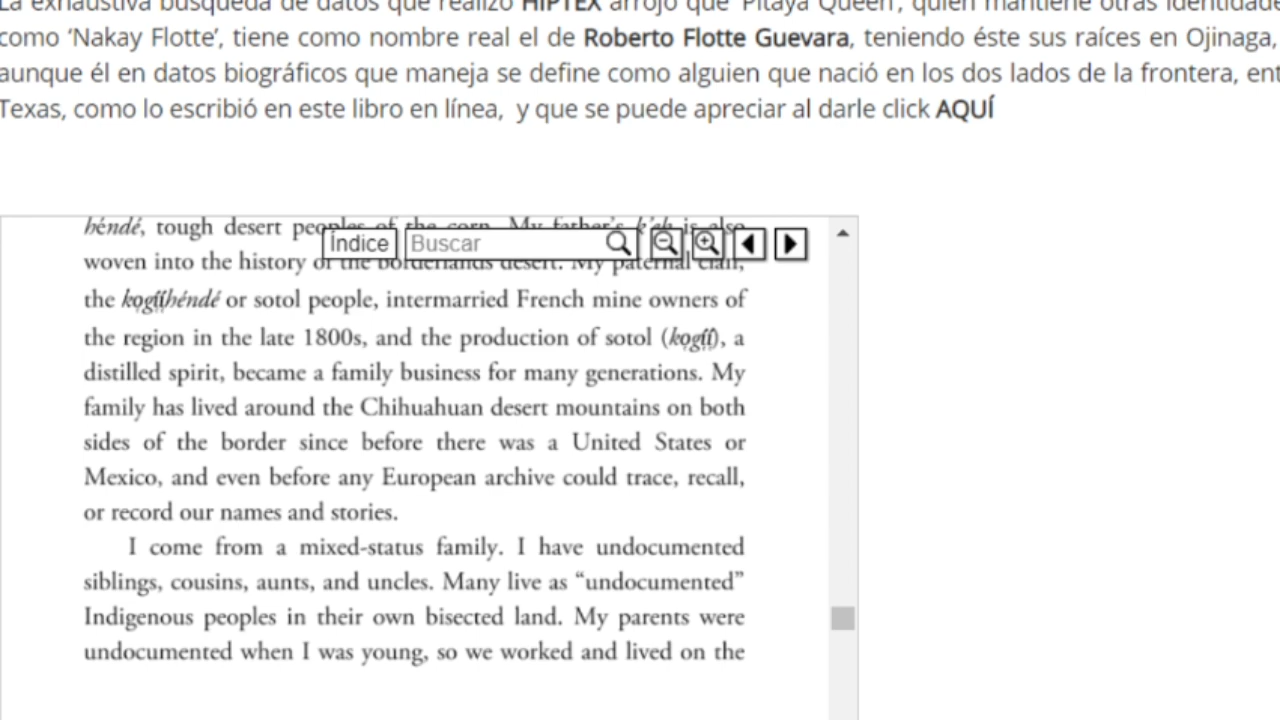 La exhaustiva búsqueda de datos que realizó HIPTEX arrojó que 'Pitaya Queen', quien mantiene otras identidade
como 'Nakay Flotte', tiene como nombre real el de Roberto Flotte Guevara, teniendo éste sus raíces en Ojinaga,
aunque él en datos biográficos que maneja se define como alguien que nació en los dos lados de la frontera, ent
Texas, como lo escribió en este libro en línea, y que se puede apreciar al darle click AQUÍ
héndé, tough desert peoples of the corn. My father's is also
Índice Buscar
woven into the history of the borderlands desert. My paternal clan,
the kǫgı̨́ı̨́héndé or sotol people, intermarried French mine owners of
the region in the late 1800s, and the production of sotol (kǫgı̨́ı̨́), a
distilled spirit, became a family business for many generations. My
family has lived around the Chihuahuan desert mountains on both
sides of the border since before there was a United States or
Mexico, and even before any European archive could trace, recall,
or record our names and stories.
I come from a mixed-status family. I have undocumented
siblings, cousins, aunts, and uncles. Many live as “undocumented”
Indigenous peoples in their own bisected land. My parents were
undocumented when I was young, so we worked and lived on the